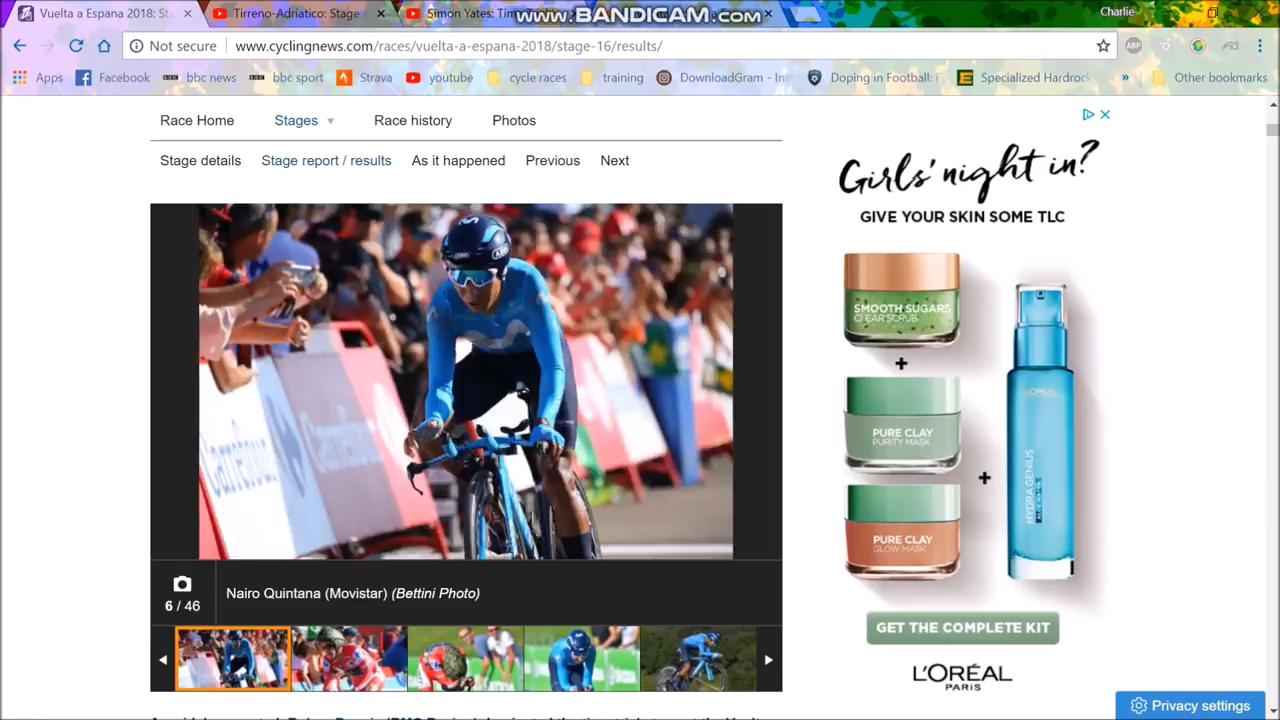 Vuelta a Espana 2018: Sta
Tirreno-Adriatico: Stage
Simon Yates: Tim
www.BANDICAM.com
Charlie
Not secure
www.cyclingnews.com/races/vuelta-a-espana-2018/stage-16/results/
ABP
Apps
Facebook
bbc news
bbc sport
Strava
youtube
cycle races
training
DownloadGram - Ins
Doping in Football: F
Specialized Hardrock
»
Other bookmarks
Race Home
Stages
Race history
Photos
Stage details
Stage report / results
As it happened
Previous
Next
Girls' night in?
GIVE YOUR SKIN SOME TLC
SMOOTH SUGARS
CLEAR SCRUB
+
PURE CLAY
PURITY MASK
+
PURE CLAY
GLOW MASK
L'OREAL
HYDRA GENIUS
GET THE COMPLETE KIT
L'ORÉAL
PARIS
ABUS
6 / 46
Nairo Quintana (Movistar) (Bettini Photo)
Privacy settings